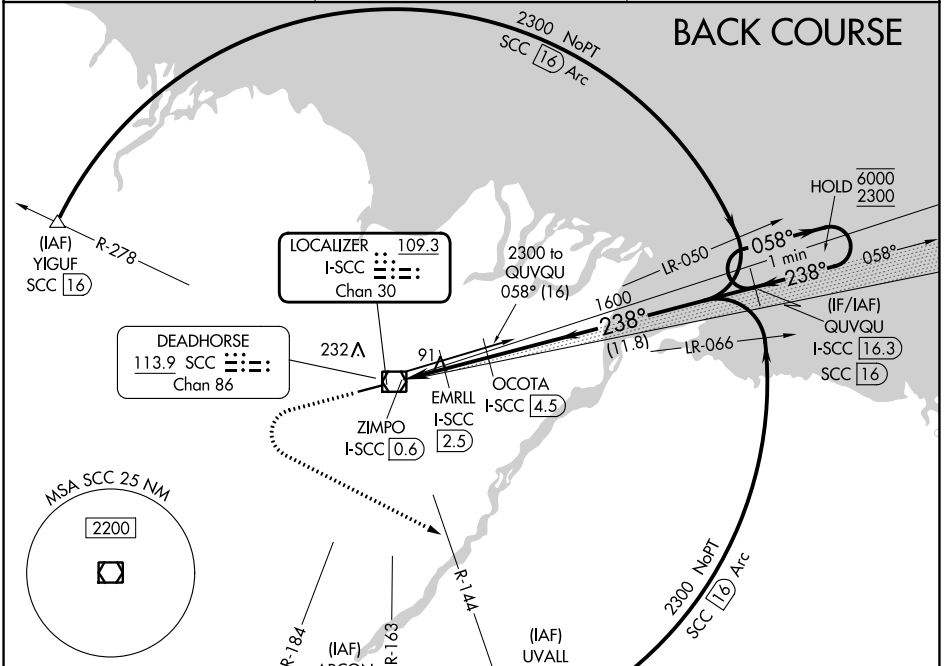 BACK COURSE
2300 NoPT
SCC 16 Arc
HOLD 6000
2300
(IAF)
YIGUF
SCC 16
R-278
LOCALIZER 109.3
I-SCC
Chan 30
2300 to
QUVQU
058° (16)
LR-050
058°
1 min
238°
058°
1600
238°
(11.8)
LR-066
(IF/IAF)
QUVQU
I-SCC 16.3
SCC 16
DEADHORSE
113.9 SCC
Chan 86
232
91
OCOTA
I-SCC 4.5
EMRLL
I-SCC
2.5
ZIMPO
I-SCC 0.6
MSA SCC 25 NM
2200
R-184
R-163
R-144
(IAF)
(IAF)
UVALL
2300 NoPT
SCC 16 Arc